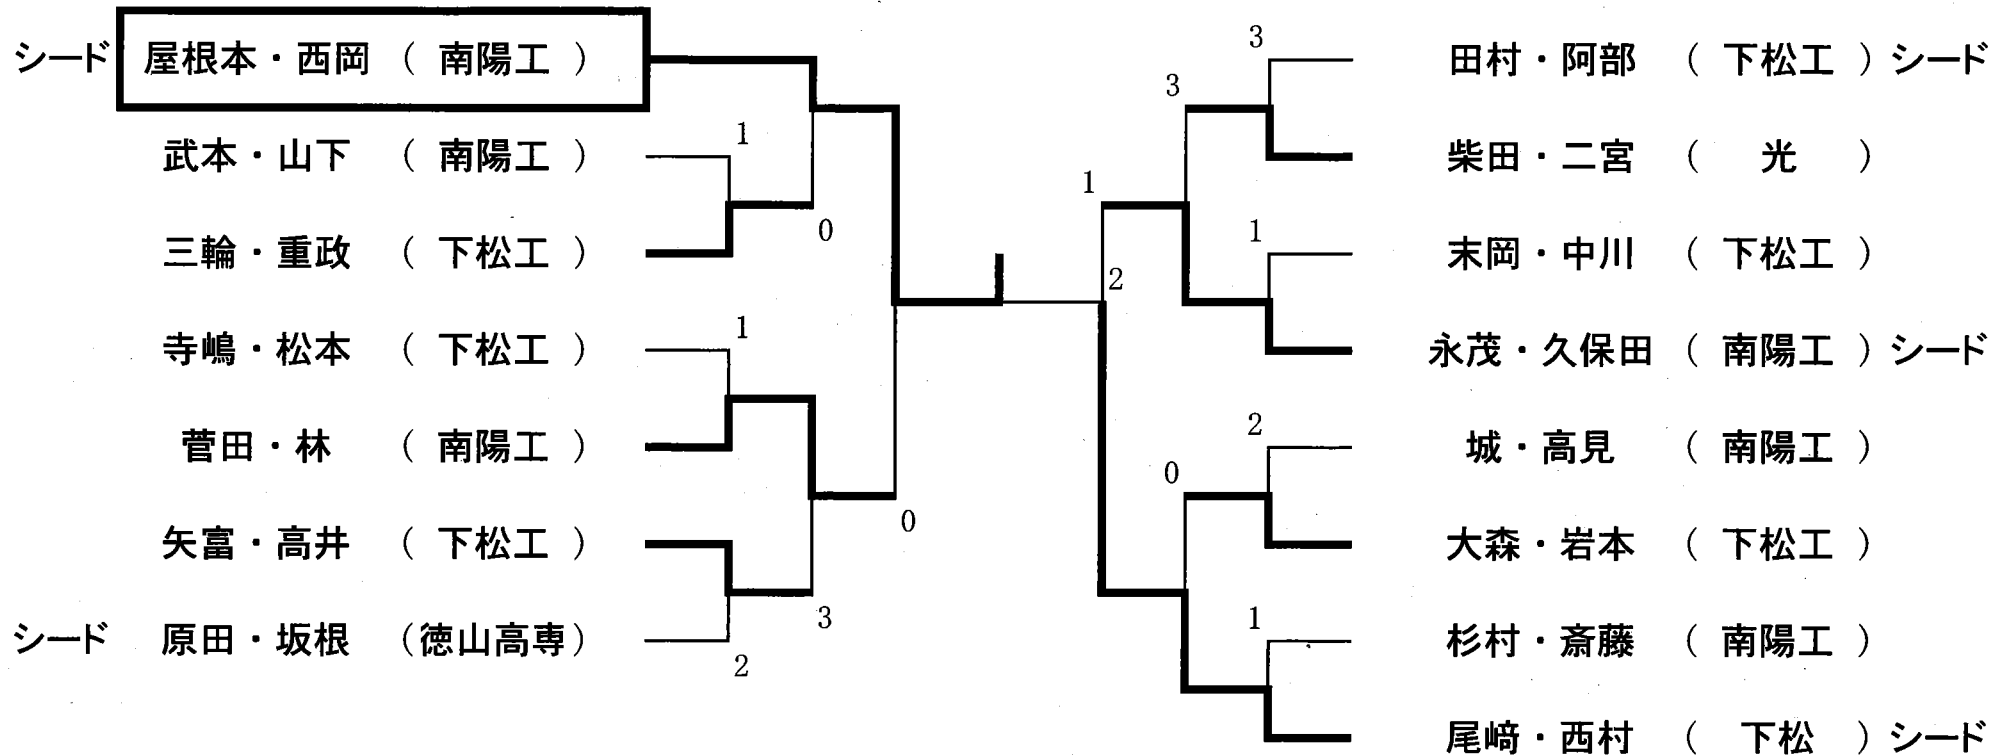 シード 屋根本・西岡 ( 南陽工 )
1
武本・山下 ( 南陽工 )
三輪・重政 ( 下松工 )
0
1
寺嶋・松本 ( 下松工 )
菅田・林 ( 南陽工 )
0
矢富・高井 ( 下松工 )
3
シード 原田・坂根 (徳山高専)
2
3
田村・阿部 ( 下松工 ) シード
3
柴田・二宮 ( 光 )
1
1
末岡・中川 ( 下松工 )
2
永茂・久保田 ( 南陽工 ) シード
2
城・高見 ( 南陽工 )
0
大森・岩本 ( 下松工 )
1
杉村・斎藤 ( 南陽工 )
尾﨑・西村 ( 下松 ) シード